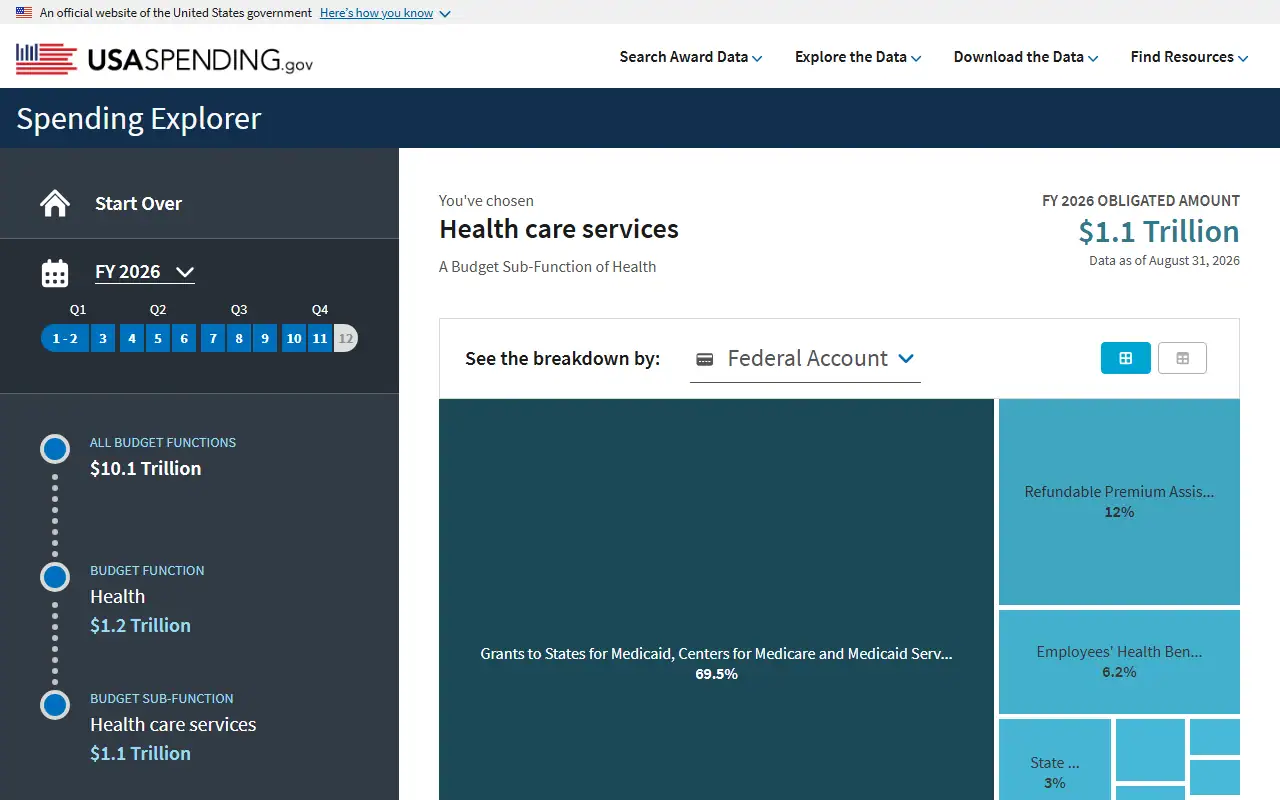 An official website of the United States government Here's how you know
USASPENDING.gov
Search Award Data
Explore the Data
Download the Data
Find Resources
Spending Explorer
Start Over
FY 2026
Q1 Q2 Q3 Q4
1 - 2 3 4 5 6 7 8 9 10 11 12
ALL BUDGET FUNCTIONS
$10.1 Trillion
BUDGET FUNCTION
Health
$1.2 Trillion
BUDGET SUB-FUNCTION
Health care services
$1.1 Trillion
You've chosen
Health care services
A Budget Sub-Function of Health
FY 2026 OBLIGATED AMOUNT
$1.1 Trillion
Data as of August 31, 2026
See the breakdown by: Federal Account
Grants to States for Medicaid, Centers for Medicare and Medicaid Serv...
69.5%
Refundable Premium Assis...
12%
Employees' Health Ben...
6.2%
State ...
3%